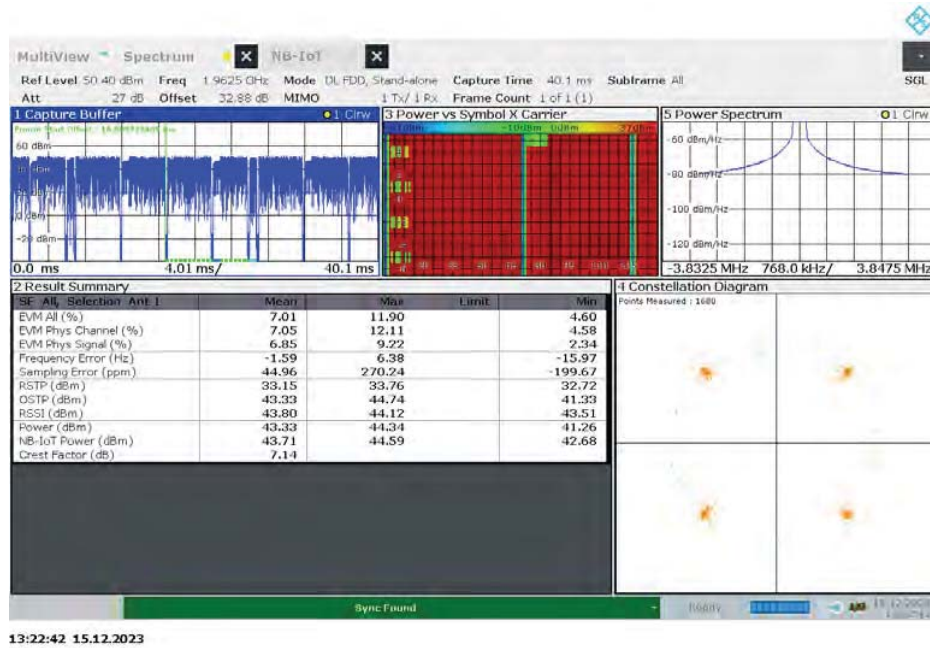 MultiView Spectrum X NB-IoT X
Ref Level 50.40 dBm Freq 1.9625 GHz Mode DL FDD, Stand-alone Capture Time 40.1 ms Subframe All SGL
Att 27 dB Offset 32.88 dB MIMO 1 Tx/ 1 Rx Frame Count 1 of 1 (1)
1 Capture Buffer 1 Clrw 3 Power vs Symbol X Carrier 5 Power Spectrum 1 Clrw
60 dBm
-20 dBm
-60 dBm/Hz
-80 dBm/Hz
-100 dBm/Hz
-120 dBm/Hz
0.0 ms 4.01 ms/ 40.1 ms -3.8325 MHz 768.0 kHz/ 3.8475 MHz
2 Result Summary 4 Constellation Diagram
SF All, Selection Ant 1 Mean Max Limit Min Points Measured : 1680
EVM All (%) 7.01 11.90 4.60
EVM Phys Channel (%) 7.05 12.11 4.58
EVM Phys Signal (%) 6.85 9.22 2.34
Frequency Error (Hz) -1.59 6.38 -15.97
Sampling Error (ppm) 44.96 270.24 -199.67
RSTP (dBm) 33.15 33.76 32.72
OSTP (dBm) 43.33 44.74 41.33
RSSI (dBm) 43.80 44.12 43.51
Power (dBm) 43.33 44.34 41.26
NB-IoT Power (dBm) 43.71 44.59 42.68
Crest Factor (dB) 7.14
Sync Found Ready
13:22:42 15.12.2023